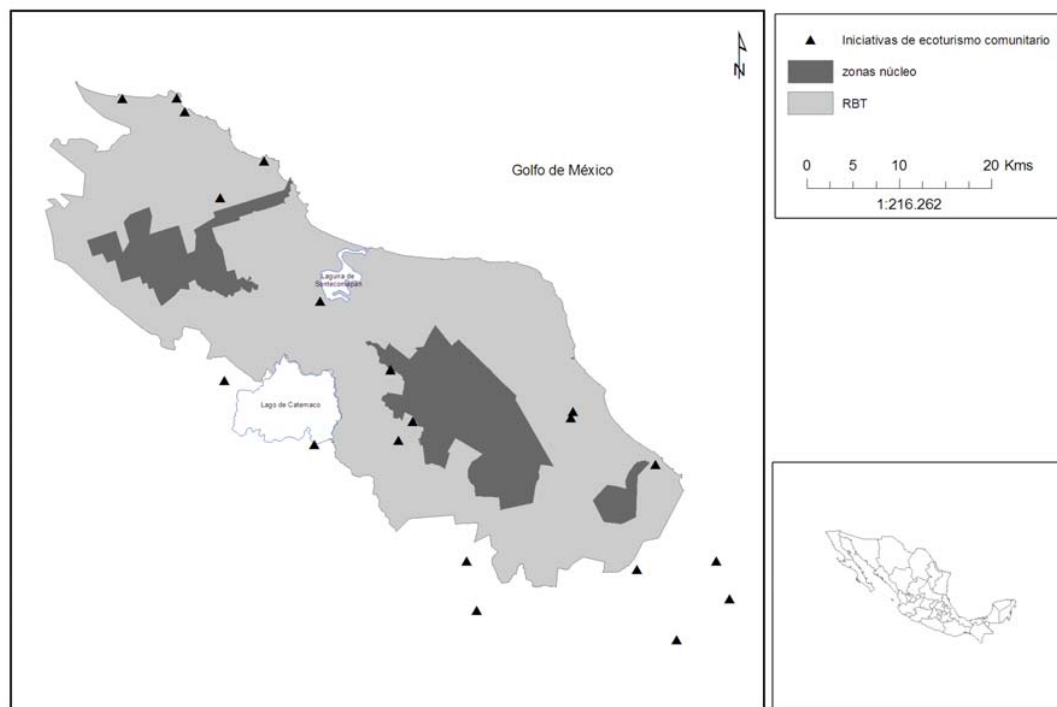 N
Golfo de México
Laguna de
Sontecomapan
Lago de Catemaco
Iniciativas de ecoturismo comunitario
zonas núcleo
RBT
0 5 10 20 Kms
1:216.262